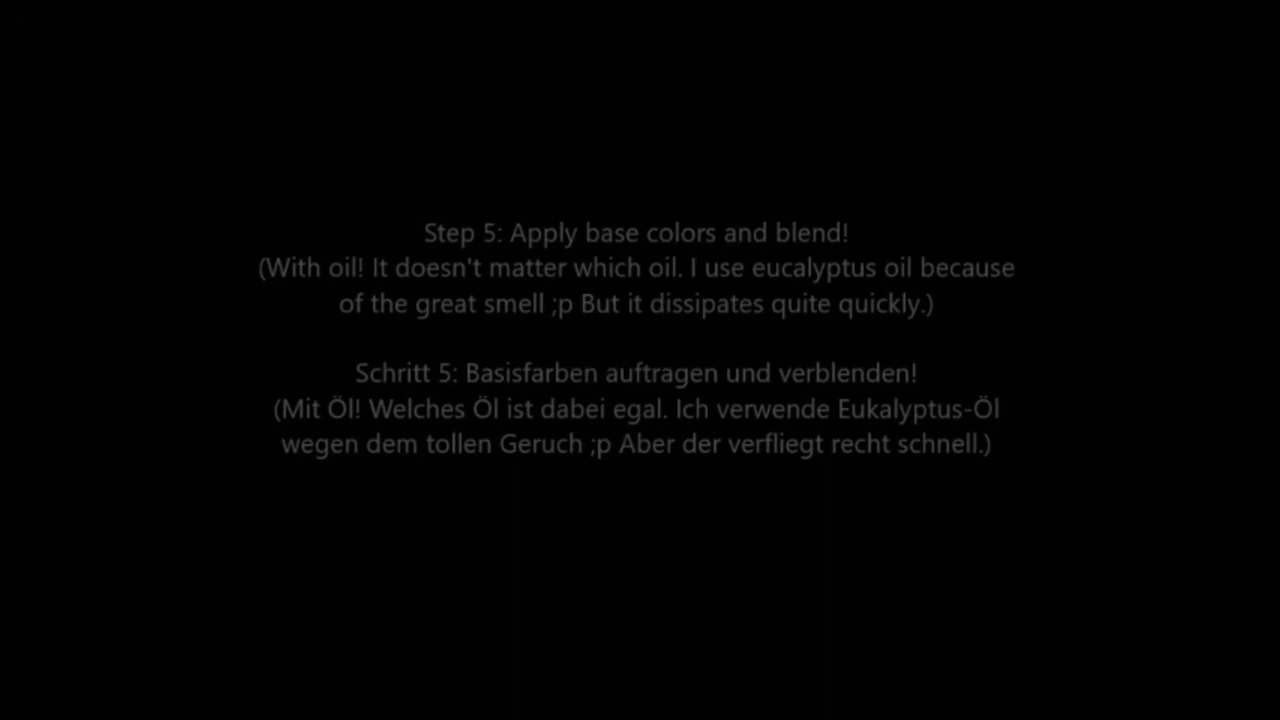 Step 5: Apply base colors and blend!
(With oil! It doesn't matter which oil. I use eucalyptus oil because
of the great smell ;p But it dissipates quite quickly.)
Schritt 5: Basisfarben auftragen und verblenden!
(Mit Öl! Welches Öl ist dabei egal. Ich verwende Eukalyptus-Öl
wegen dem tollen Geruch ;p Aber der verfliegt recht schnell.)